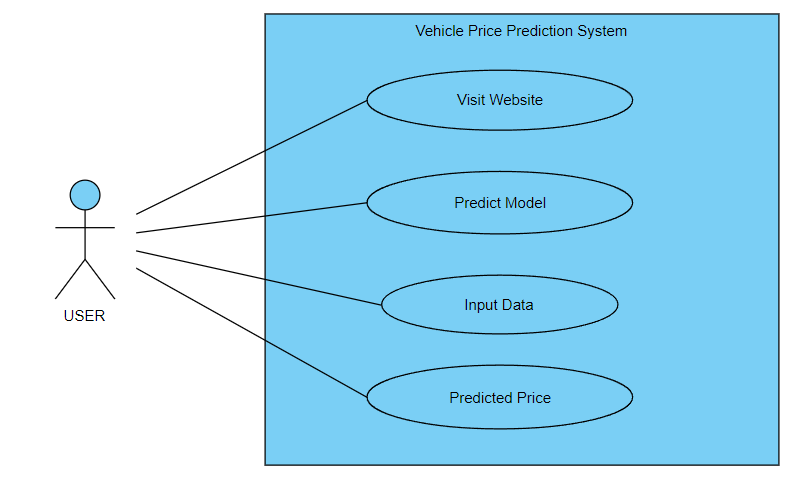 Vehicle Price Prediction System
Visit Website
Predict Model
Input Data
Predicted Price
USER